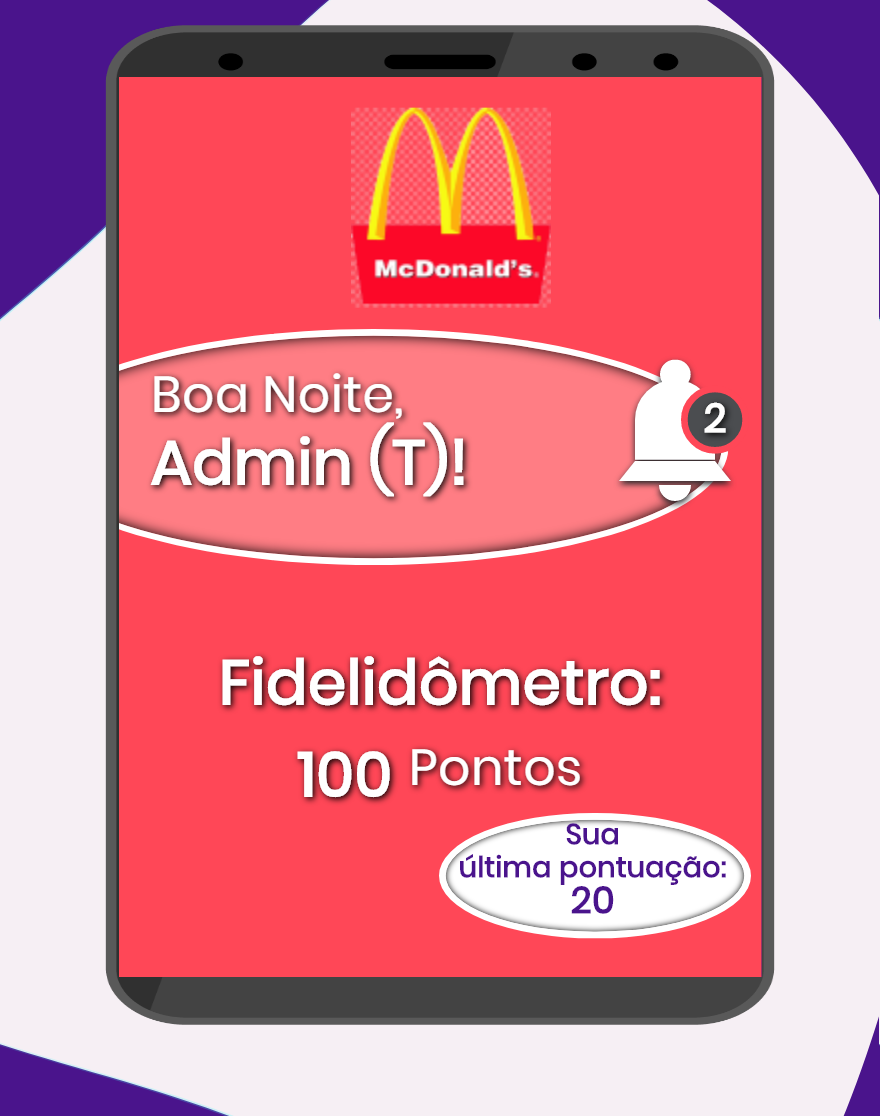 McDonald's
Boa Noite,
Admin (T)!
2
Fidelidômetro:
100 Pontos
Sua
última pontuação:
20